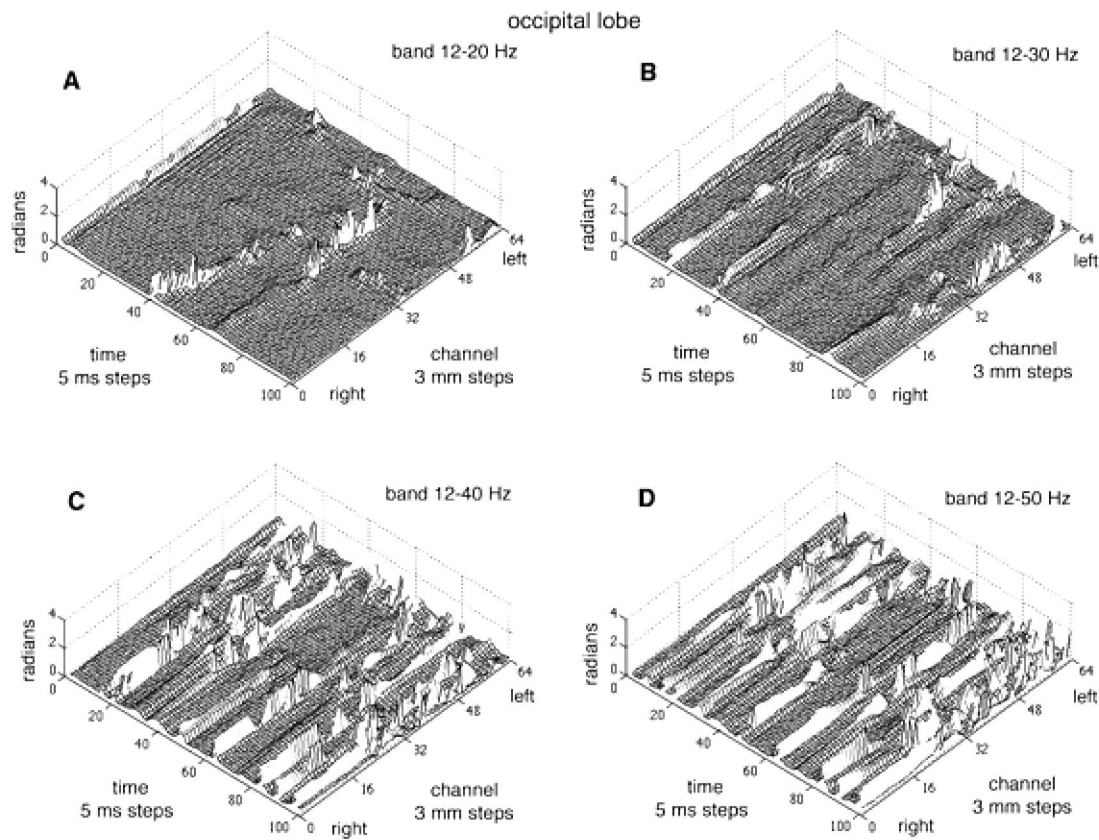 occipital lobe
A
band 12-20 Hz
4
2
0
radians
0
20
40
60
80
100
time
5 ms steps
0
16
32
48
64
right
left
channel
3 mm steps
B
band 12-30 Hz
4
2
0
radians
0
20
40
60
80
100
time
5 ms steps
0
16
32
48
64
right
left
channel
3 mm steps
C
band 12-40 Hz
4
2
0
radians
0
20
40
60
80
100
time
5 ms steps
0
16
32
48
64
right
left
channel
3 mm steps
D
band 12-50 Hz
4
2
0
radians
0
20
40
60
80
100
time
5 ms steps
0
16
32
48
64
right
left
channel
3 mm steps